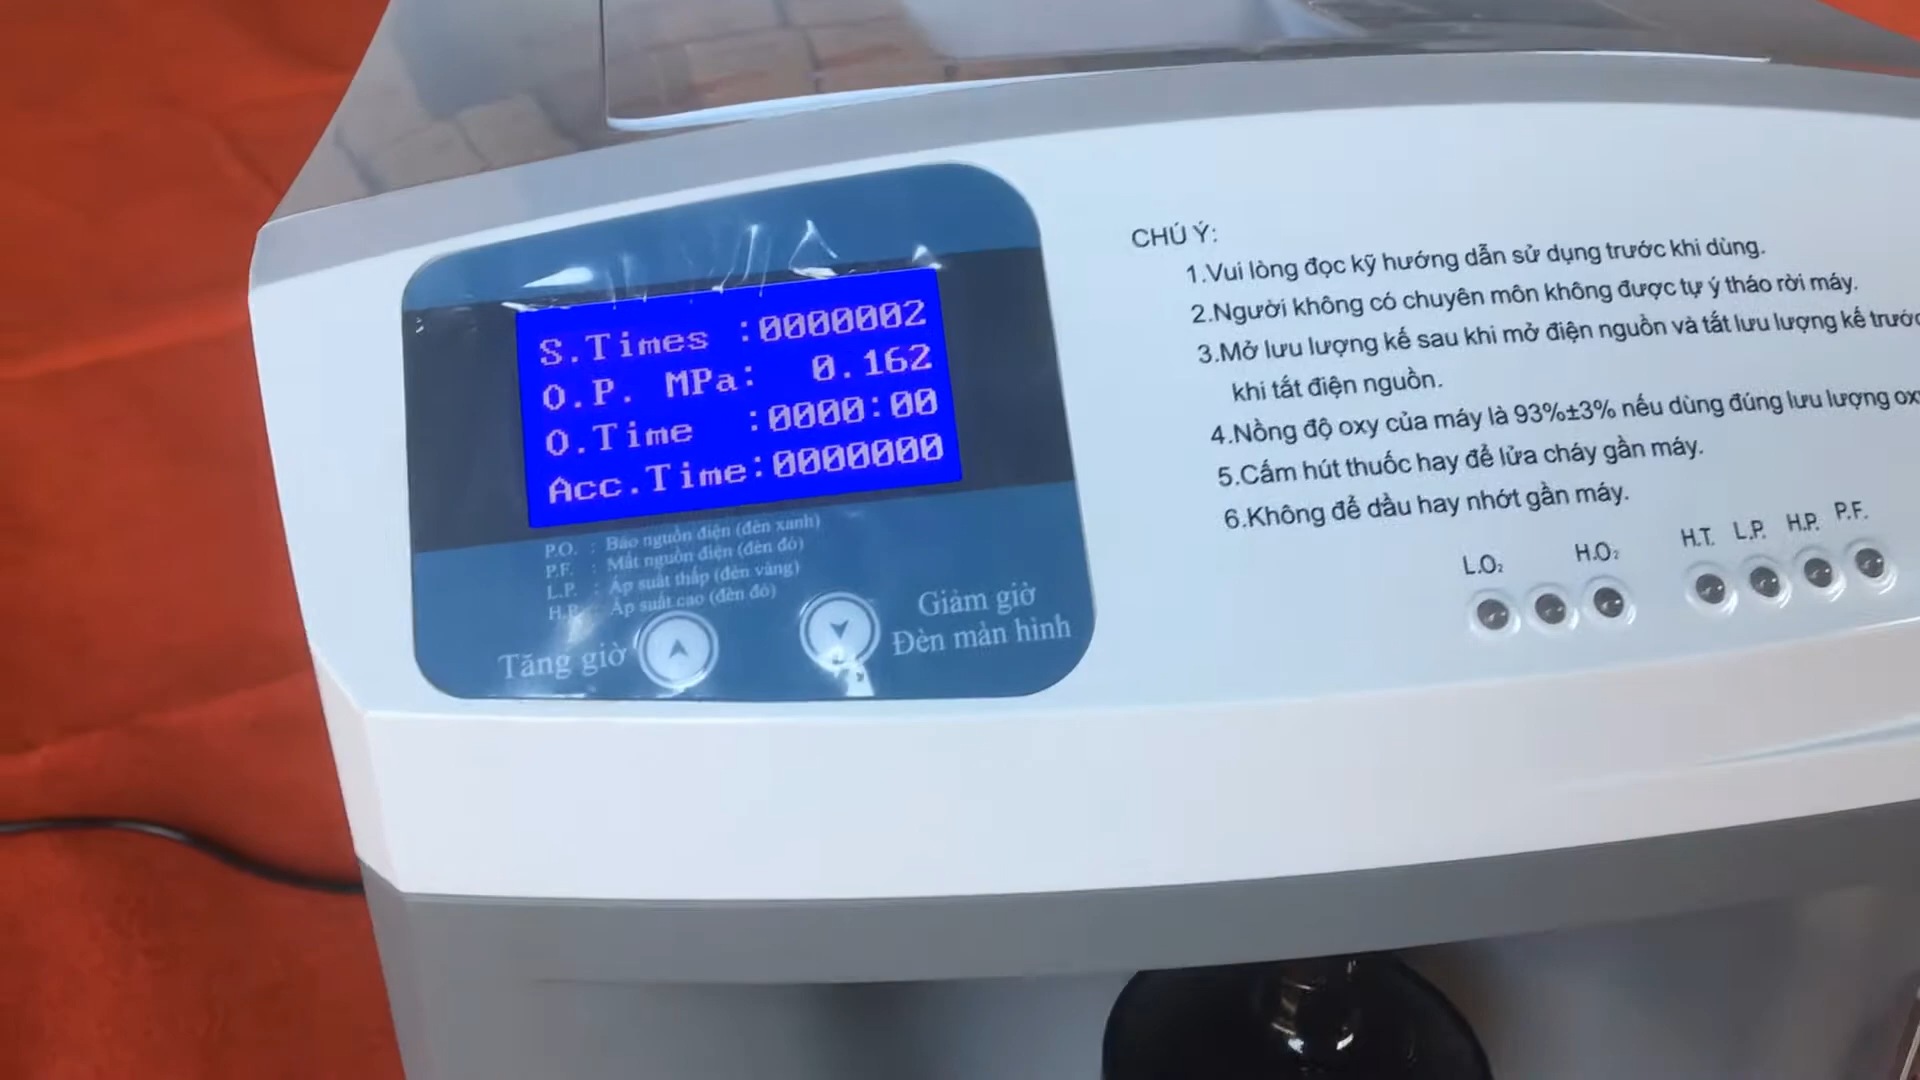 S.Times :0000002
O.P. MPa: 0.162
O.Time :0000:00
Acc.Time:0000000
P.O. : Báo nguồn điện (đèn xanh)
P.F. : Mất nguồn điện (đèn đỏ)
L.P. : Áp suất thấp (đèn vàng)
H.P. : Áp suất cao (đèn đỏ)
Tăng giờ
Giảm giờ
Đèn màn hình
CHÚ Ý:
1.Vui lòng đọc kỹ hướng dẫn sử dụng trước khi dùng.
2.Người không có chuyên môn không được tự ý tháo rời máy.
3.Mở lưu lượng kế sau khi mở điện nguồn và tắt lưu lượng kế trước
khi tắt điện nguồn.
4.Nồng độ oxy của máy là 93%±3% nếu dùng đúng lưu lượng ox
5.Cấm hút thuốc hay để lửa cháy gần máy.
6.Không để dầu hay nhớt gần máy.
L.O₂ H.O₂ H.T. L.P. H.P. P.F.